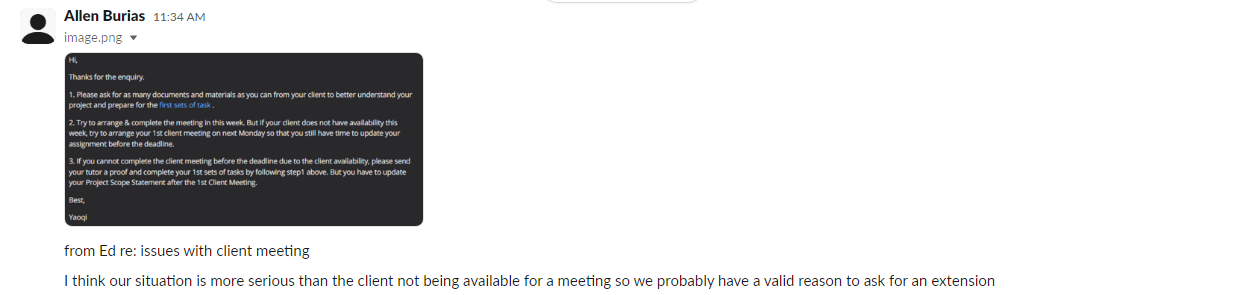 Allen Burias 11:34 AM
image.png
Hi,
Thanks for the enquiry.
1. Please ask for as many documents and materials as you can from your client to better understand your
project and prepare for the first sets of task .
2. Try to arrange & complete the meeting in this week. But if your client does not have availability this
week, try to arrange your 1st client meeting on next Monday so that you still have time to update your
assignment before the deadline.
3. If you cannot complete the client meeting before the deadline due to the client availability, please send
your tutor a proof and complete your 1st sets of tasks by following step1 above. But you have to update
your Project Scope Statement after the 1st Client Meeting.
Best,
Yaoqi
from Ed re: issues with client meeting
I think our situation is more serious than the client not being available for a meeting so we probably have a valid reason to ask for an extension